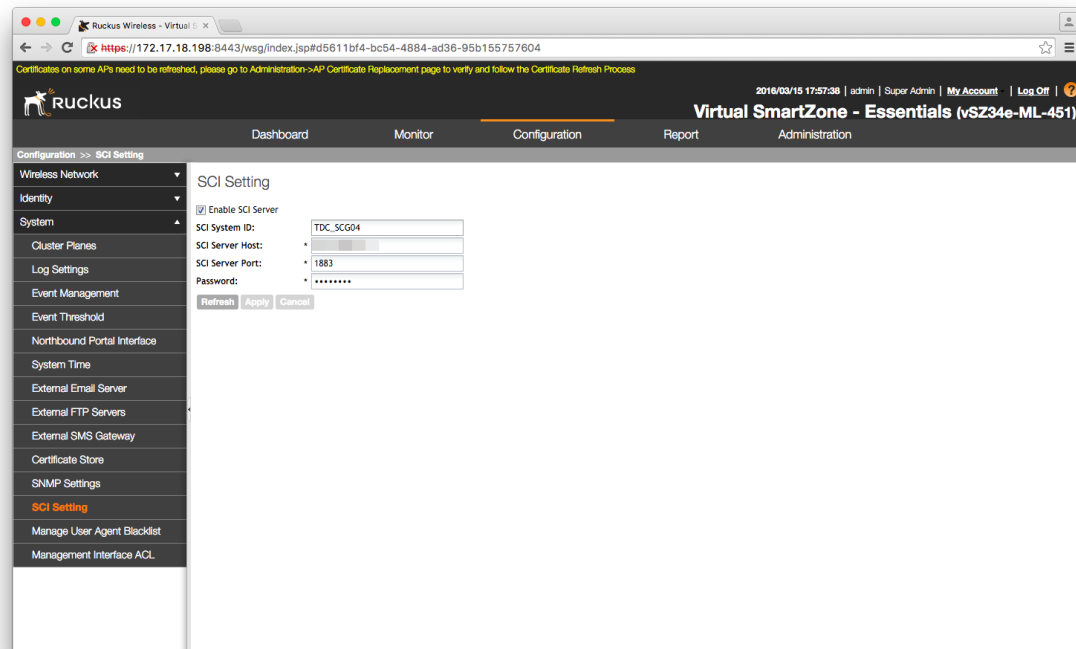 Ruckus Wireless - Virtual S
https://172.17.18.198:8443/wsg/index.jsp#d5611bf4-bc54-4884-ad36-95b155757604
Certificates on some APs need to be refreshed, please go to Administration->AP Certificate Replacement page to verify and follow the Certificate Refresh Process
Ruckus
2016/03/15 17:57:38 | admin | Super Admin | My Account | Log Off | ?
Virtual SmartZone - Essentials (vSZ34e-ML-451)
Dashboard Monitor Configuration Report Administration
Configuration >> SCI Setting
Wireless Network
Identity
System
Cluster Planes
Log Settings
Event Management
Event Threshold
Northbound Portal Interface
System Time
External Email Server
External FTP Servers
External SMS Gateway
Certificate Store
SNMP Settings
SCI Setting
Manage User Agent Blacklist
Management Interface ACL
SCI Setting
Enable SCI Server
SCI System ID: TDC_SCG04
SCI Server Host: *
SCI Server Port: * 1883
Password: * ••••••••
Refresh Apply Cancel